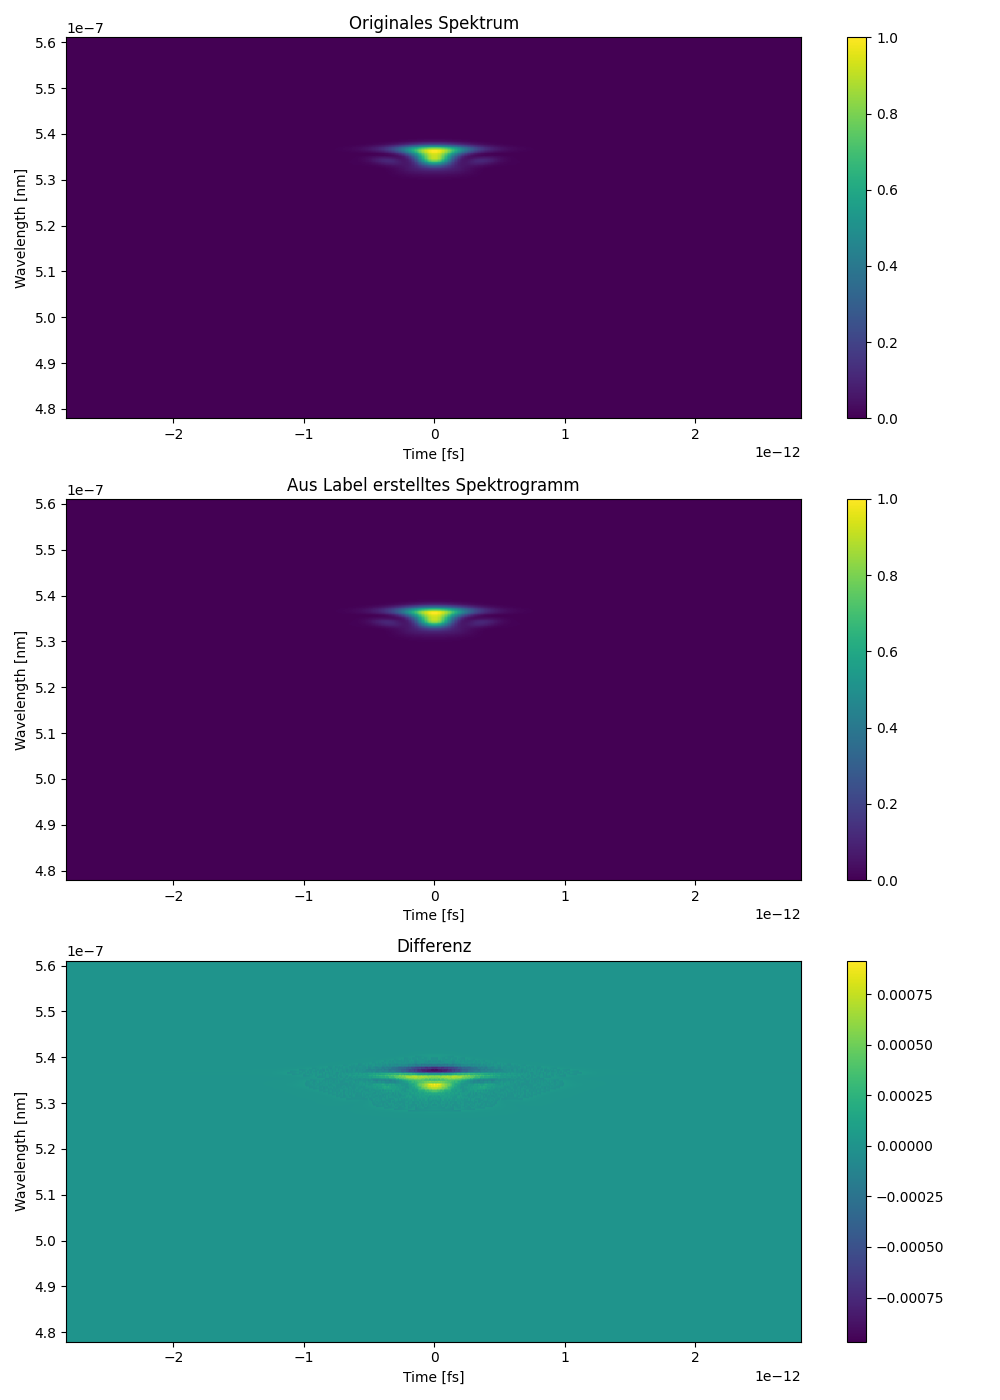 Originales Spektrum
1e−7
5.6
5.5
5.4
5.3
5.2
5.1
5.0
4.9
4.8
Wavelength [nm]
−2 −1 0 1 2
Time [fs]
1e−12
1.0
0.8
0.6
0.4
0.2
0.0
Aus Label erstelltes Spektrogramm
1e−7
5.6
5.5
5.4
5.3
5.2
5.1
5.0
4.9
4.8
Wavelength [nm]
−2 −1 0 1 2
Time [fs]
1e−12
1.0
0.8
0.6
0.4
0.2
0.0
Differenz
1e−7
5.6
5.5
5.4
5.3
5.2
5.1
5.0
4.9
4.8
Wavelength [nm]
−2 −1 0 1 2
Time [fs]
1e−12
0.00075
0.00050
0.00025
0.00000
−0.00025
−0.00050
−0.00075